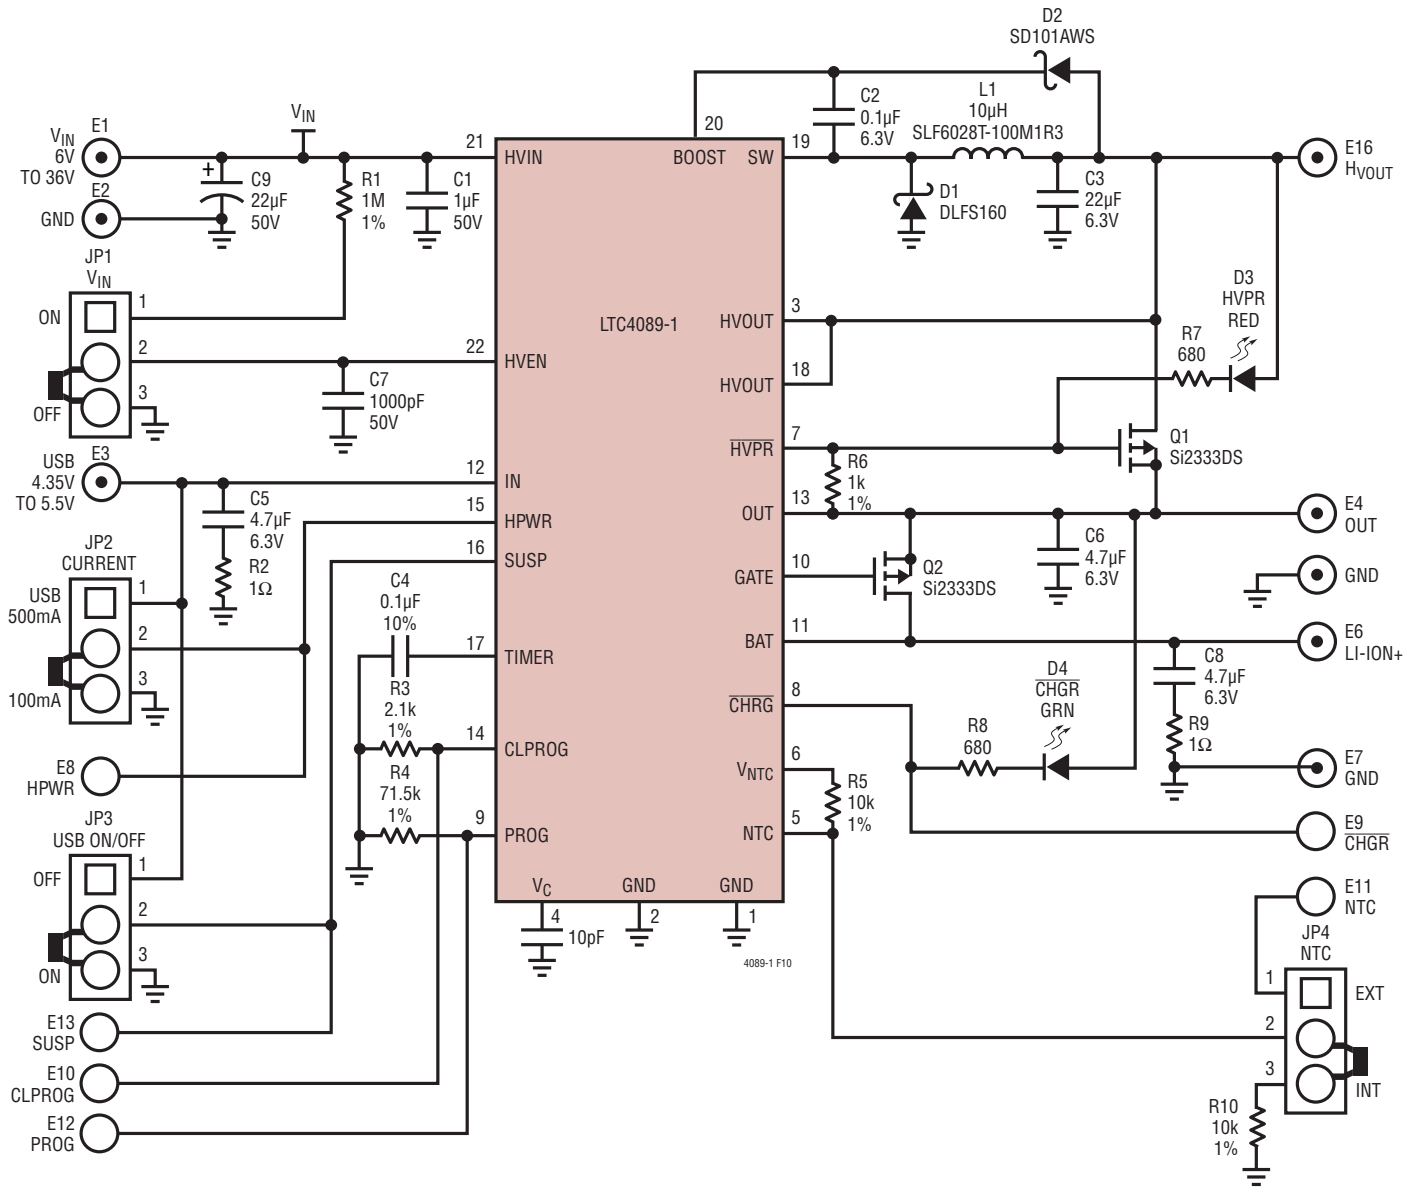 D2
SD101AWS
C2
0.1µF
6.3V
L1
10µH
SLF6028T-100M1R3
20
E1
VIN
6V
TO 36V
VIN
21
HVIN
BOOST
SW
19
E16
HVOUT
E2
GND
+
C9
22µF
50V
R1
1M
1%
C1
1µF
50V
D1
DLFS160
C3
22µF
6.3V
JP1
VIN
ON
1
2
3
OFF
22
HVEN
C7
1000pF
50V
LTC4089-1
HVOUT
3
HVOUT
18
D3
HVPR
RED
R7
680
HVPR
7
Q1
Si2333DS
E3
USB
4.35V
TO 5.5V
12
IN
R6
1k
1%
OUT
13
E4
OUT
C5
4.7µF
6.3V
R2
1Ω
15
HPWR
16
SUSP
GATE
10
Q2
Si2333DS
C6
4.7µF
6.3V
GND
JP2
CURRENT
USB
500mA
1
2
3
100mA
C4
0.1µF
10%
17
TIMER
BAT
11
E6
LI-ION+
C8
4.7µF
6.3V
R9
1Ω
R3
2.1k
1%
14
CLPROG
CHRG
8
D4
CHGR
GRN
R8
680
E7
GND
E8
HPWR
R4
71.5k
1%
9
PROG
VNTC
6
R5
10k
1%
NTC
5
E9
CHGR
JP3
USB ON/OFF
OFF
1
2
3
ON
VC
GND
GND
4
10pF
2
1
4089-1 F10
E11
NTC
JP4
NTC
1
EXT
2
3
INT
R10
10k
1%
E13
SUSP
E10
CLPROG
E12
PROG